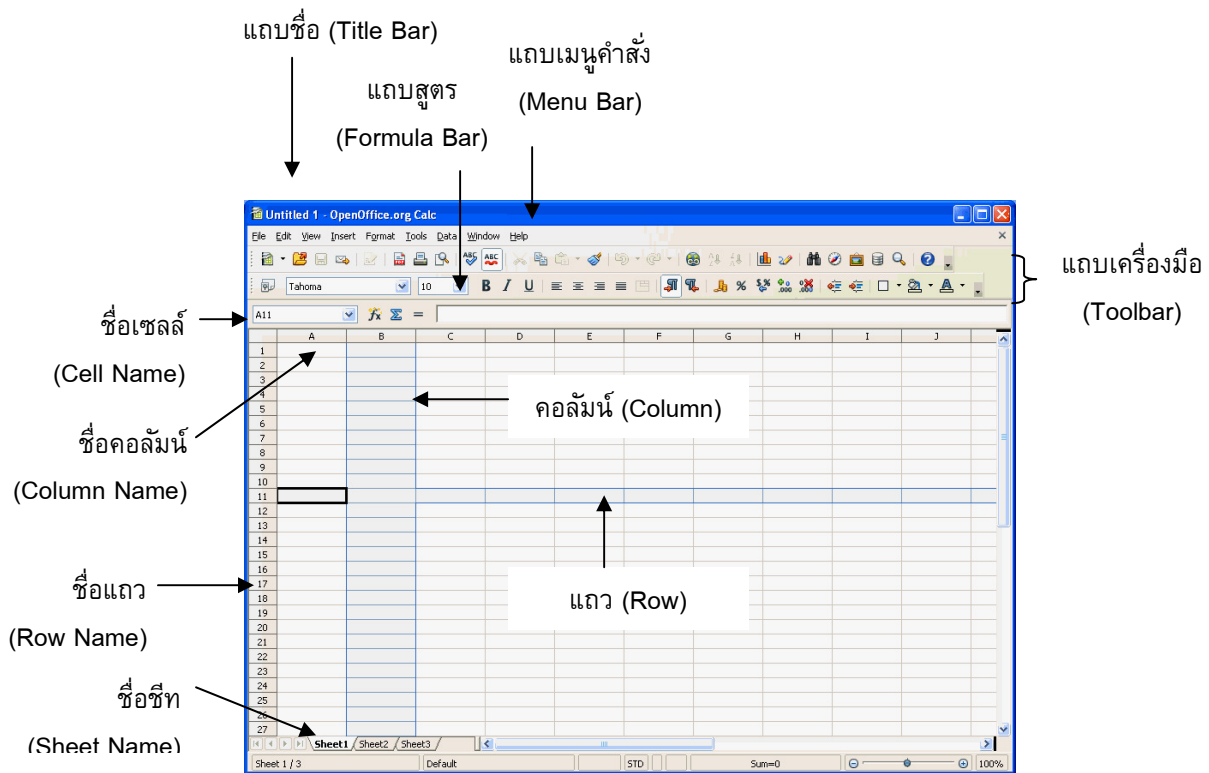 แถบชื่อ (Title Bar)
แถบเมนูคำสั่ง
(Menu Bar)
แถบสูตร
(Formula Bar)
Untitled 1 - OpenOffice.org Calc
File Edit View Insert Format Tools Data Window Help
Tahoma 10 B I U
A11 =
แถบเครื่องมือ
(Toolbar)
ชื่อเซลล์
(Cell Name)
ชื่อคอลัมน์
(Column Name)
ชื่อแถว
(Row Name)
ชื่อชีท
(Sheet Name)
A B C D E F G H I J
1
2
3
4
5
6
7
8
9
10
11
12
13
14
15
16
17
18
19
20
21
22
23
24
25
26
27
คอลัมน์ (Column)
แถว (Row)
Sheet1 Sheet2 Sheet3
Sheet 1 / 3 Default STD Sum=0 100%